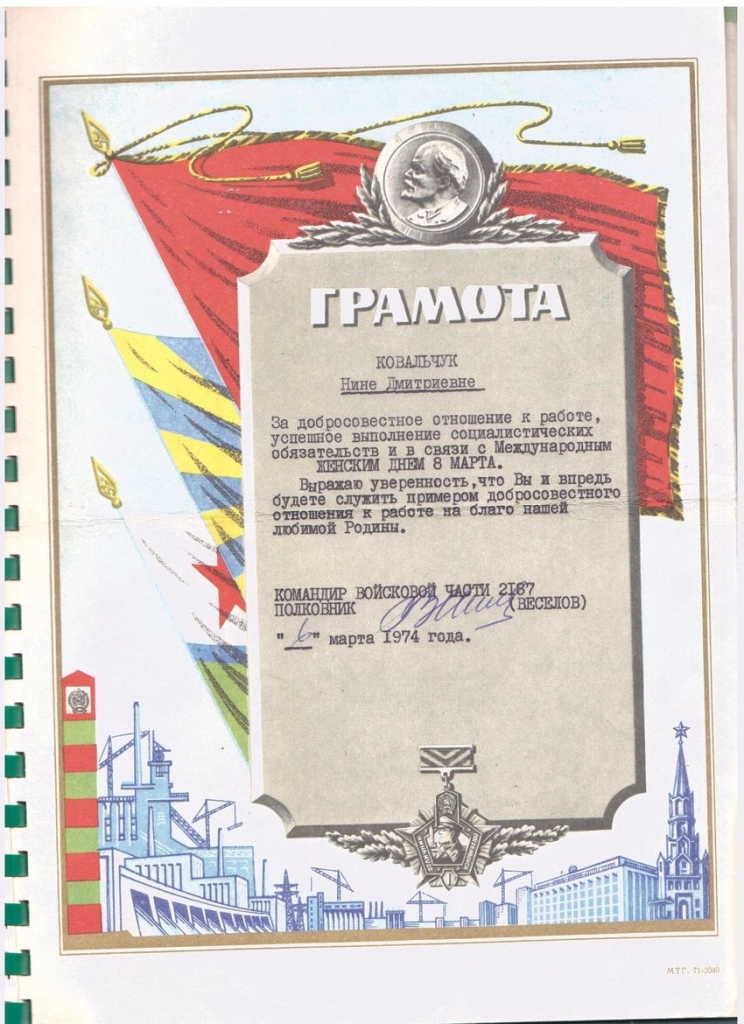 ГРАМОТА
КОВАЛЬЧУК
Нине Дмитриевне
За добросовестное отношение к работе,
успешное выполнение социалистических
обязательств и в связи с Международным
ЖЕНСКИМ ДНЕМ 8 МАРТА.
Выражаю уверенность,что Вы и впредь
будете служить примером добросовестного
отношения к работе на благо нашей
любимой Родины.
КОМАНДИР ВОЙСКОВОЙ ЧАСТИ 2187
ПОЛКОВНИК (ВЕСЕЛОВ)
"6" марта 1974 года.
МТГ. 71-2040